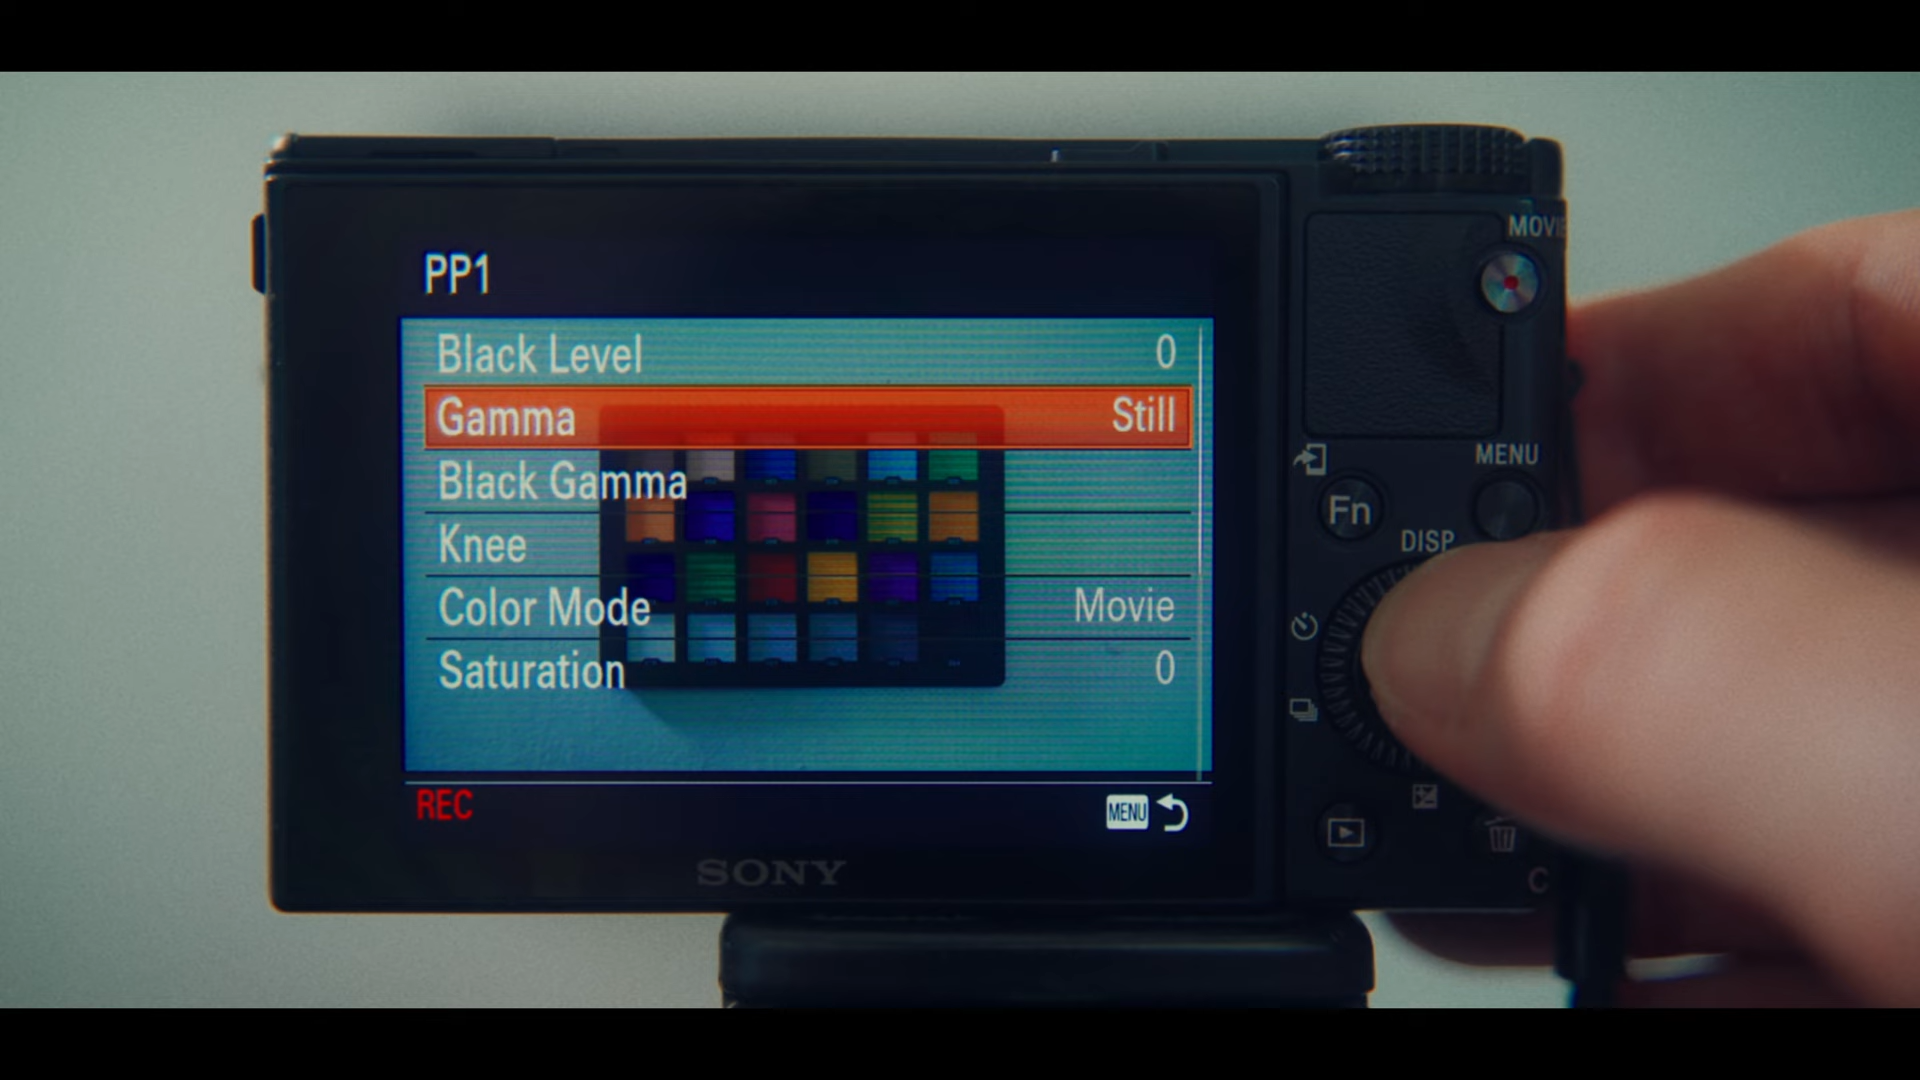 MOVIE
PP1
Black Level 0
Gamma Still
Black Gamma
Knee
Color Mode Movie
Saturation 0
REC
MENU
SONY
MENU
Fn
DISP
C